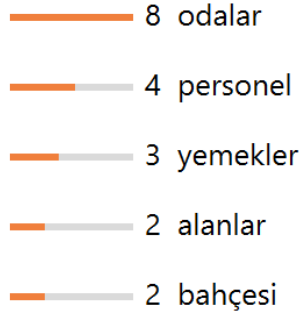 8 odalar
4 personel
3 yemekler
2 alanlar
2 bahçesi